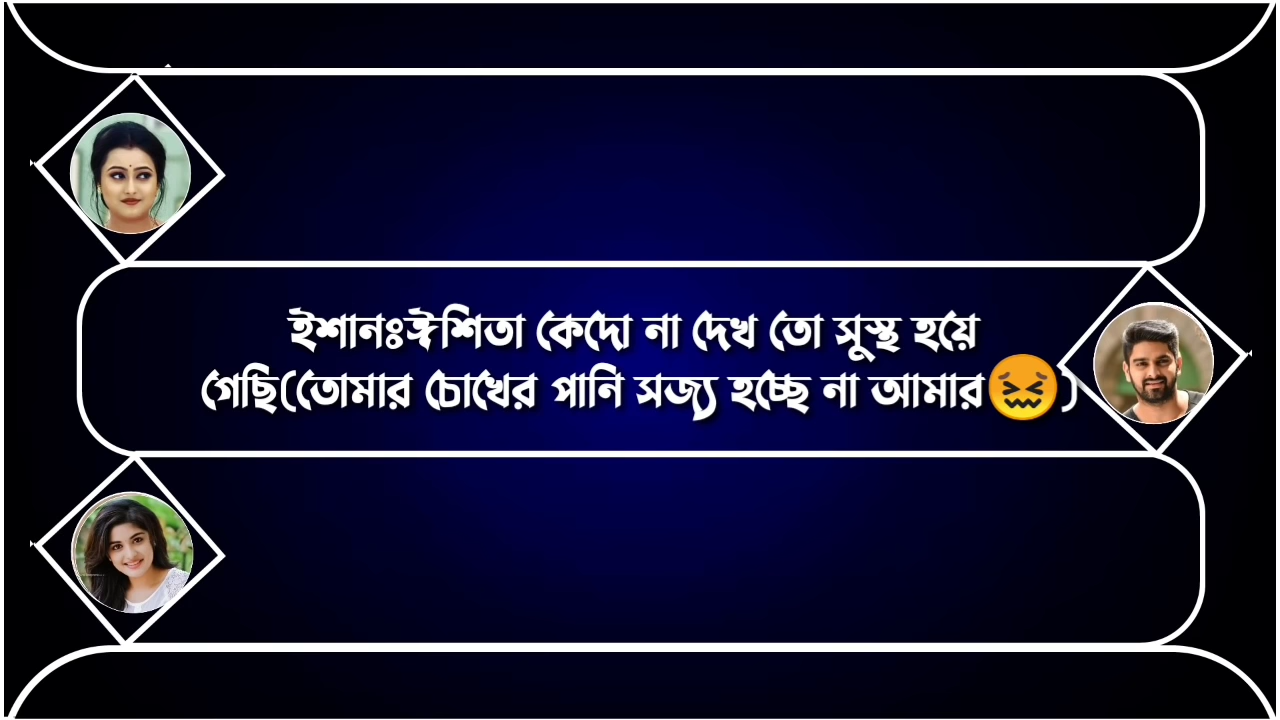 ইশানঃঈশিতা কেদো না দেখ তো সুস্থ হয়ে
গেছি(তোমার চোখের পানি সজ্য হচ্ছে না আমার😖)